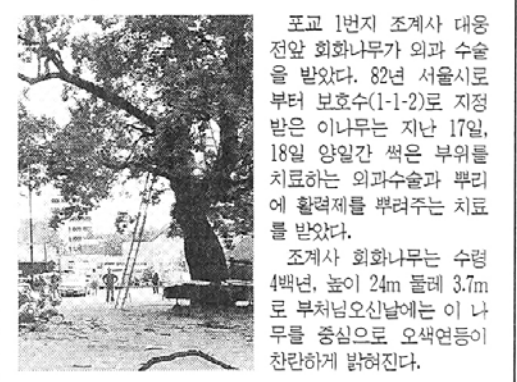 포교 1번지 조계사 대웅
전앞 회화나무가 외과 수술
을 받았다. 82년 서울시로
부터 보호수(1-1-2)로 지정
받은 이나무는 지난 17일,
18일 양일간 썩은 부위를
치료하는 외과수술과 뿌리
에 활력제를 뿌려주는 치료
를 받았다.
조계사 회화나무는 수령
4백년, 높이 24m 둘레 3.7m
로 부처님오신날에는 이 나
무를 중심으로 오색연등이
찬란하게 밝혀진다.